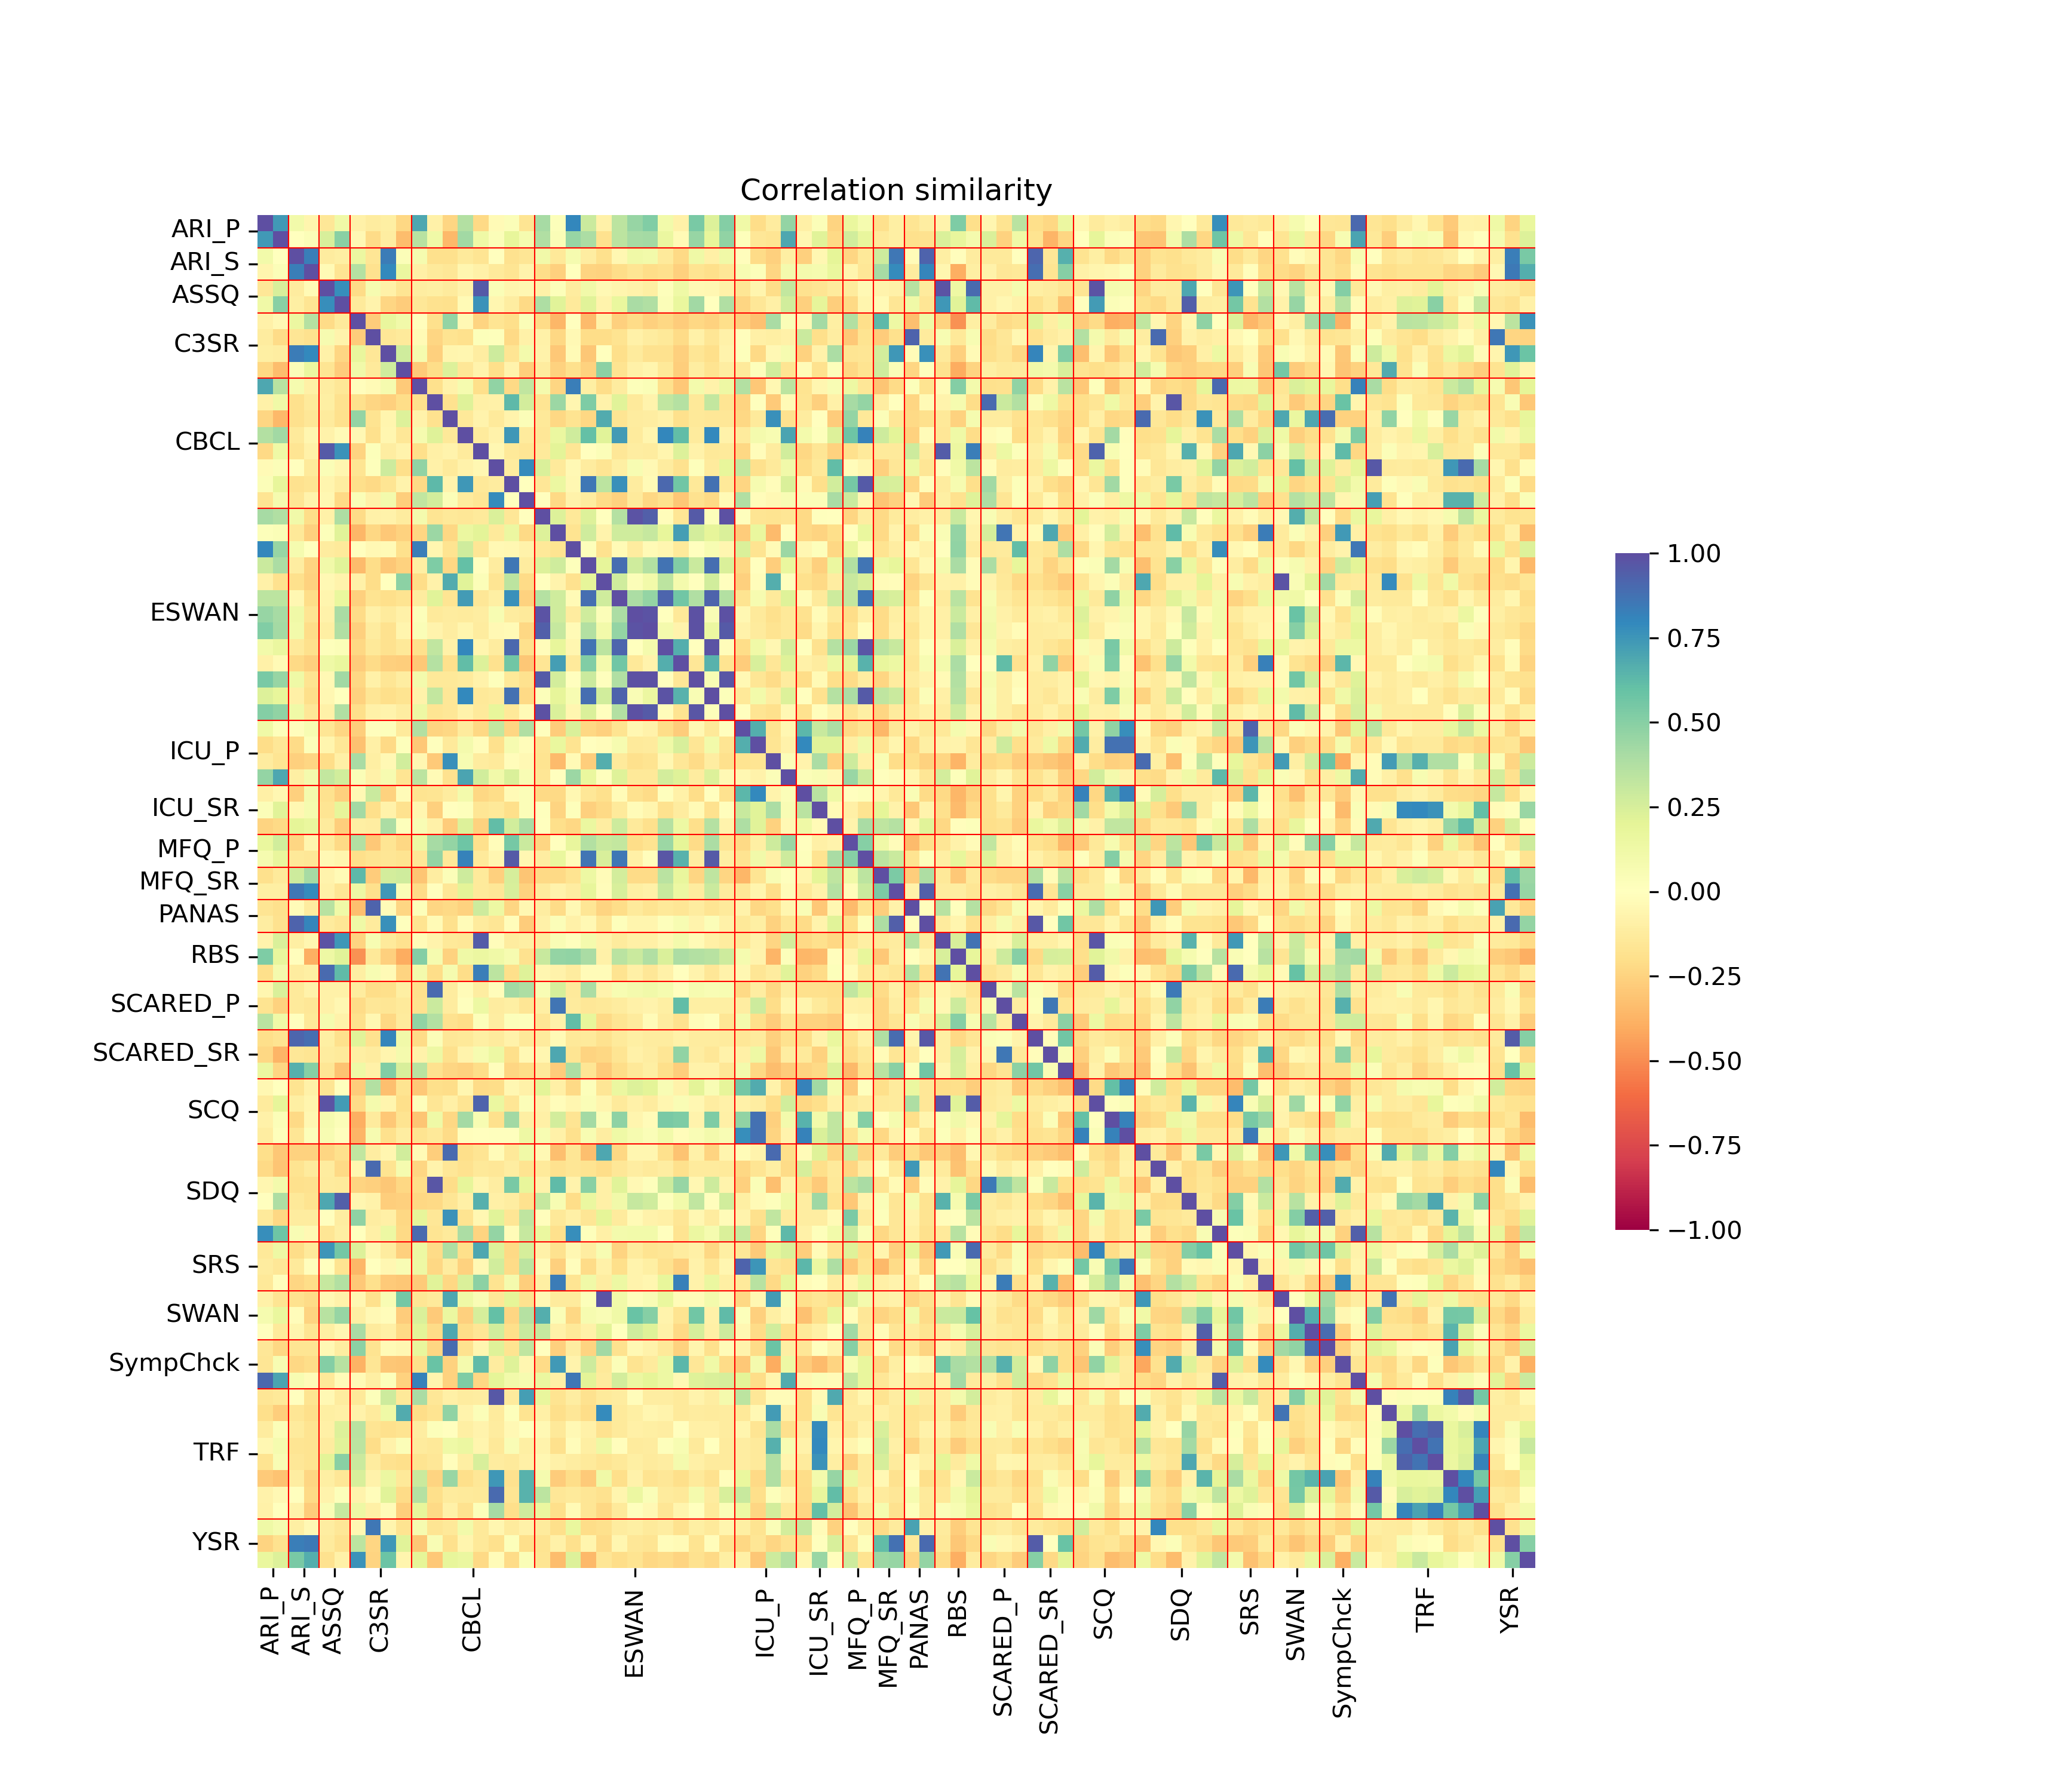 Correlation similarity
ARI_P
ARI_S
ASSQ
C3SR
CBCL
ESWAN
ICU_P
ICU_SR
MFQ_P
MFQ_SR
PANAS
RBS
SCARED_P
SCARED_SR
SCQ
SDQ
SRS
SWAN
SympChck
TRF
YSR
ARI_P
ARI_S
ASSQ
C3SR
CBCL
ESWAN
ICU_P
ICU_SR
MFQ_P
MFQ_SR
PANAS
RBS
SCARED_P
SCARED_SR
SCQ
SDQ
SRS
SWAN
SympChck
TRF
YSR
1.00
0.75
0.50
0.25
0.00
−0.25
−0.50
−0.75
−1.00